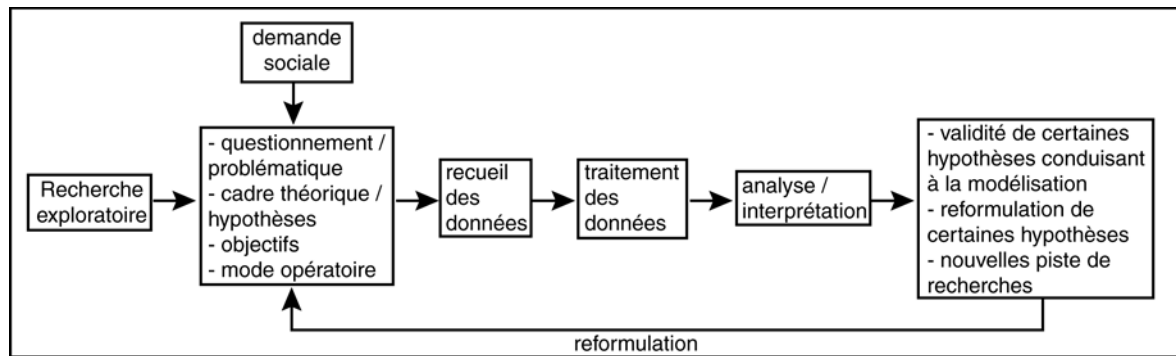 demande
sociale
Recherche
exploratoire
- questionnement /
problématique
- cadre théorique /
hypothèses
- objectifs
- mode opératoire
recueil
des
données
traitement
des
données
analyse /
interprétation
- validité de certaines
hypothèses conduisant
à la modélisation
- reformulation de
certaines hypothèses
- nouvelles piste de
recherches
reformulation